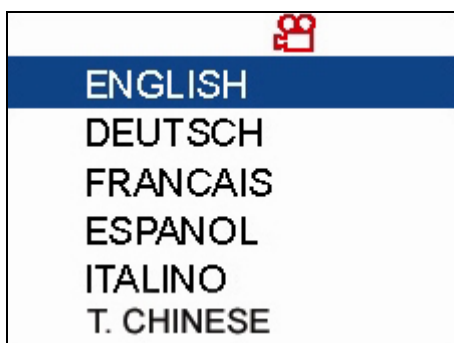 ENGLISH
DEUTSCH
FRANCAIS
ESPANOL
ITALINO
T. CHINESE